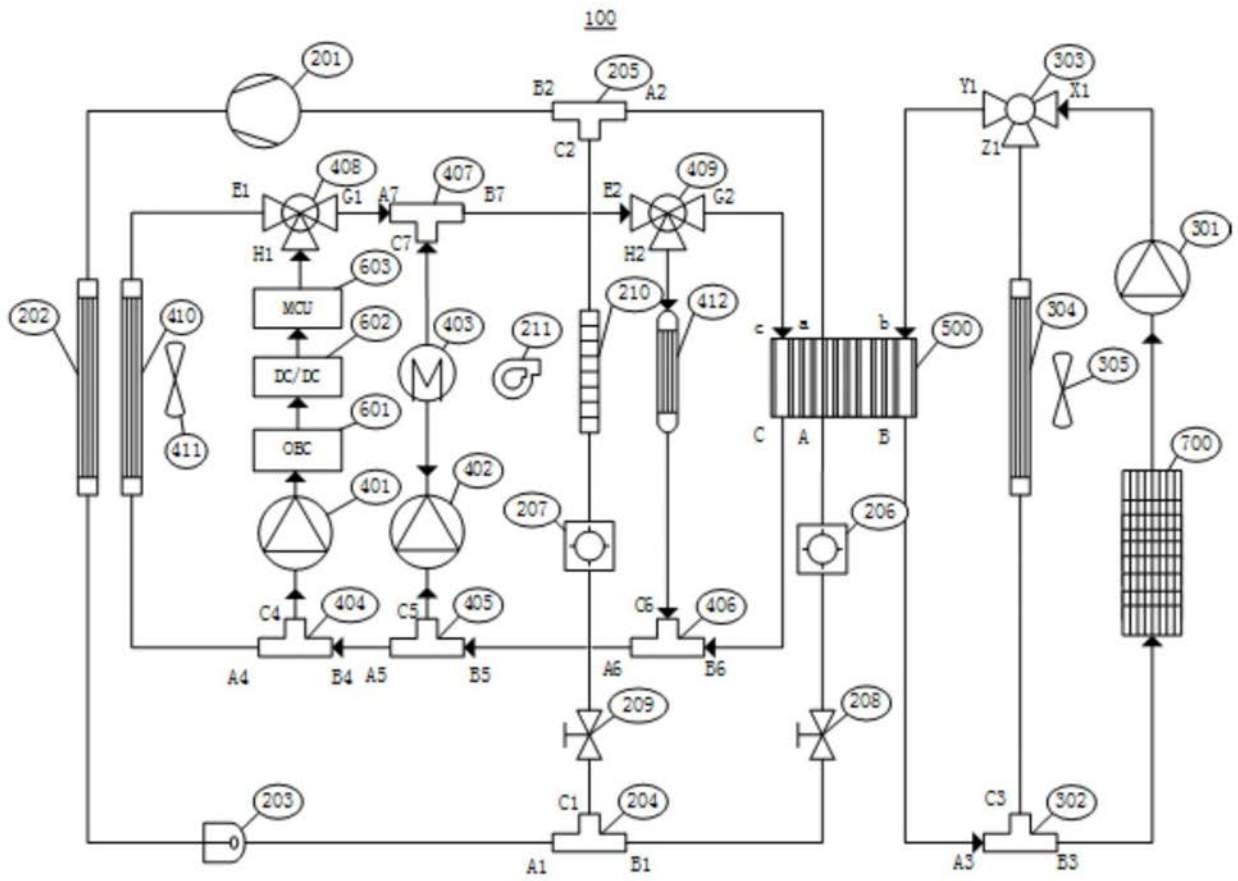 100
201
205
303
B2
A2
Y1
X1
C2
Z1
408
407
409
E1
G1
A7
B7
E2
G2
H1
C7
H2
301
603
MCU
210
412
202
410
602
403
211
c
a
b
500
304
DC/DC
305
601
OBC
411
C
A
B
700
401
402
207
206
C4
404
C5
405
C6
406
A4
B4
A5
B5
A6
B6
209
208
203
C1
204
C3
302
A1
B1
A3
B3